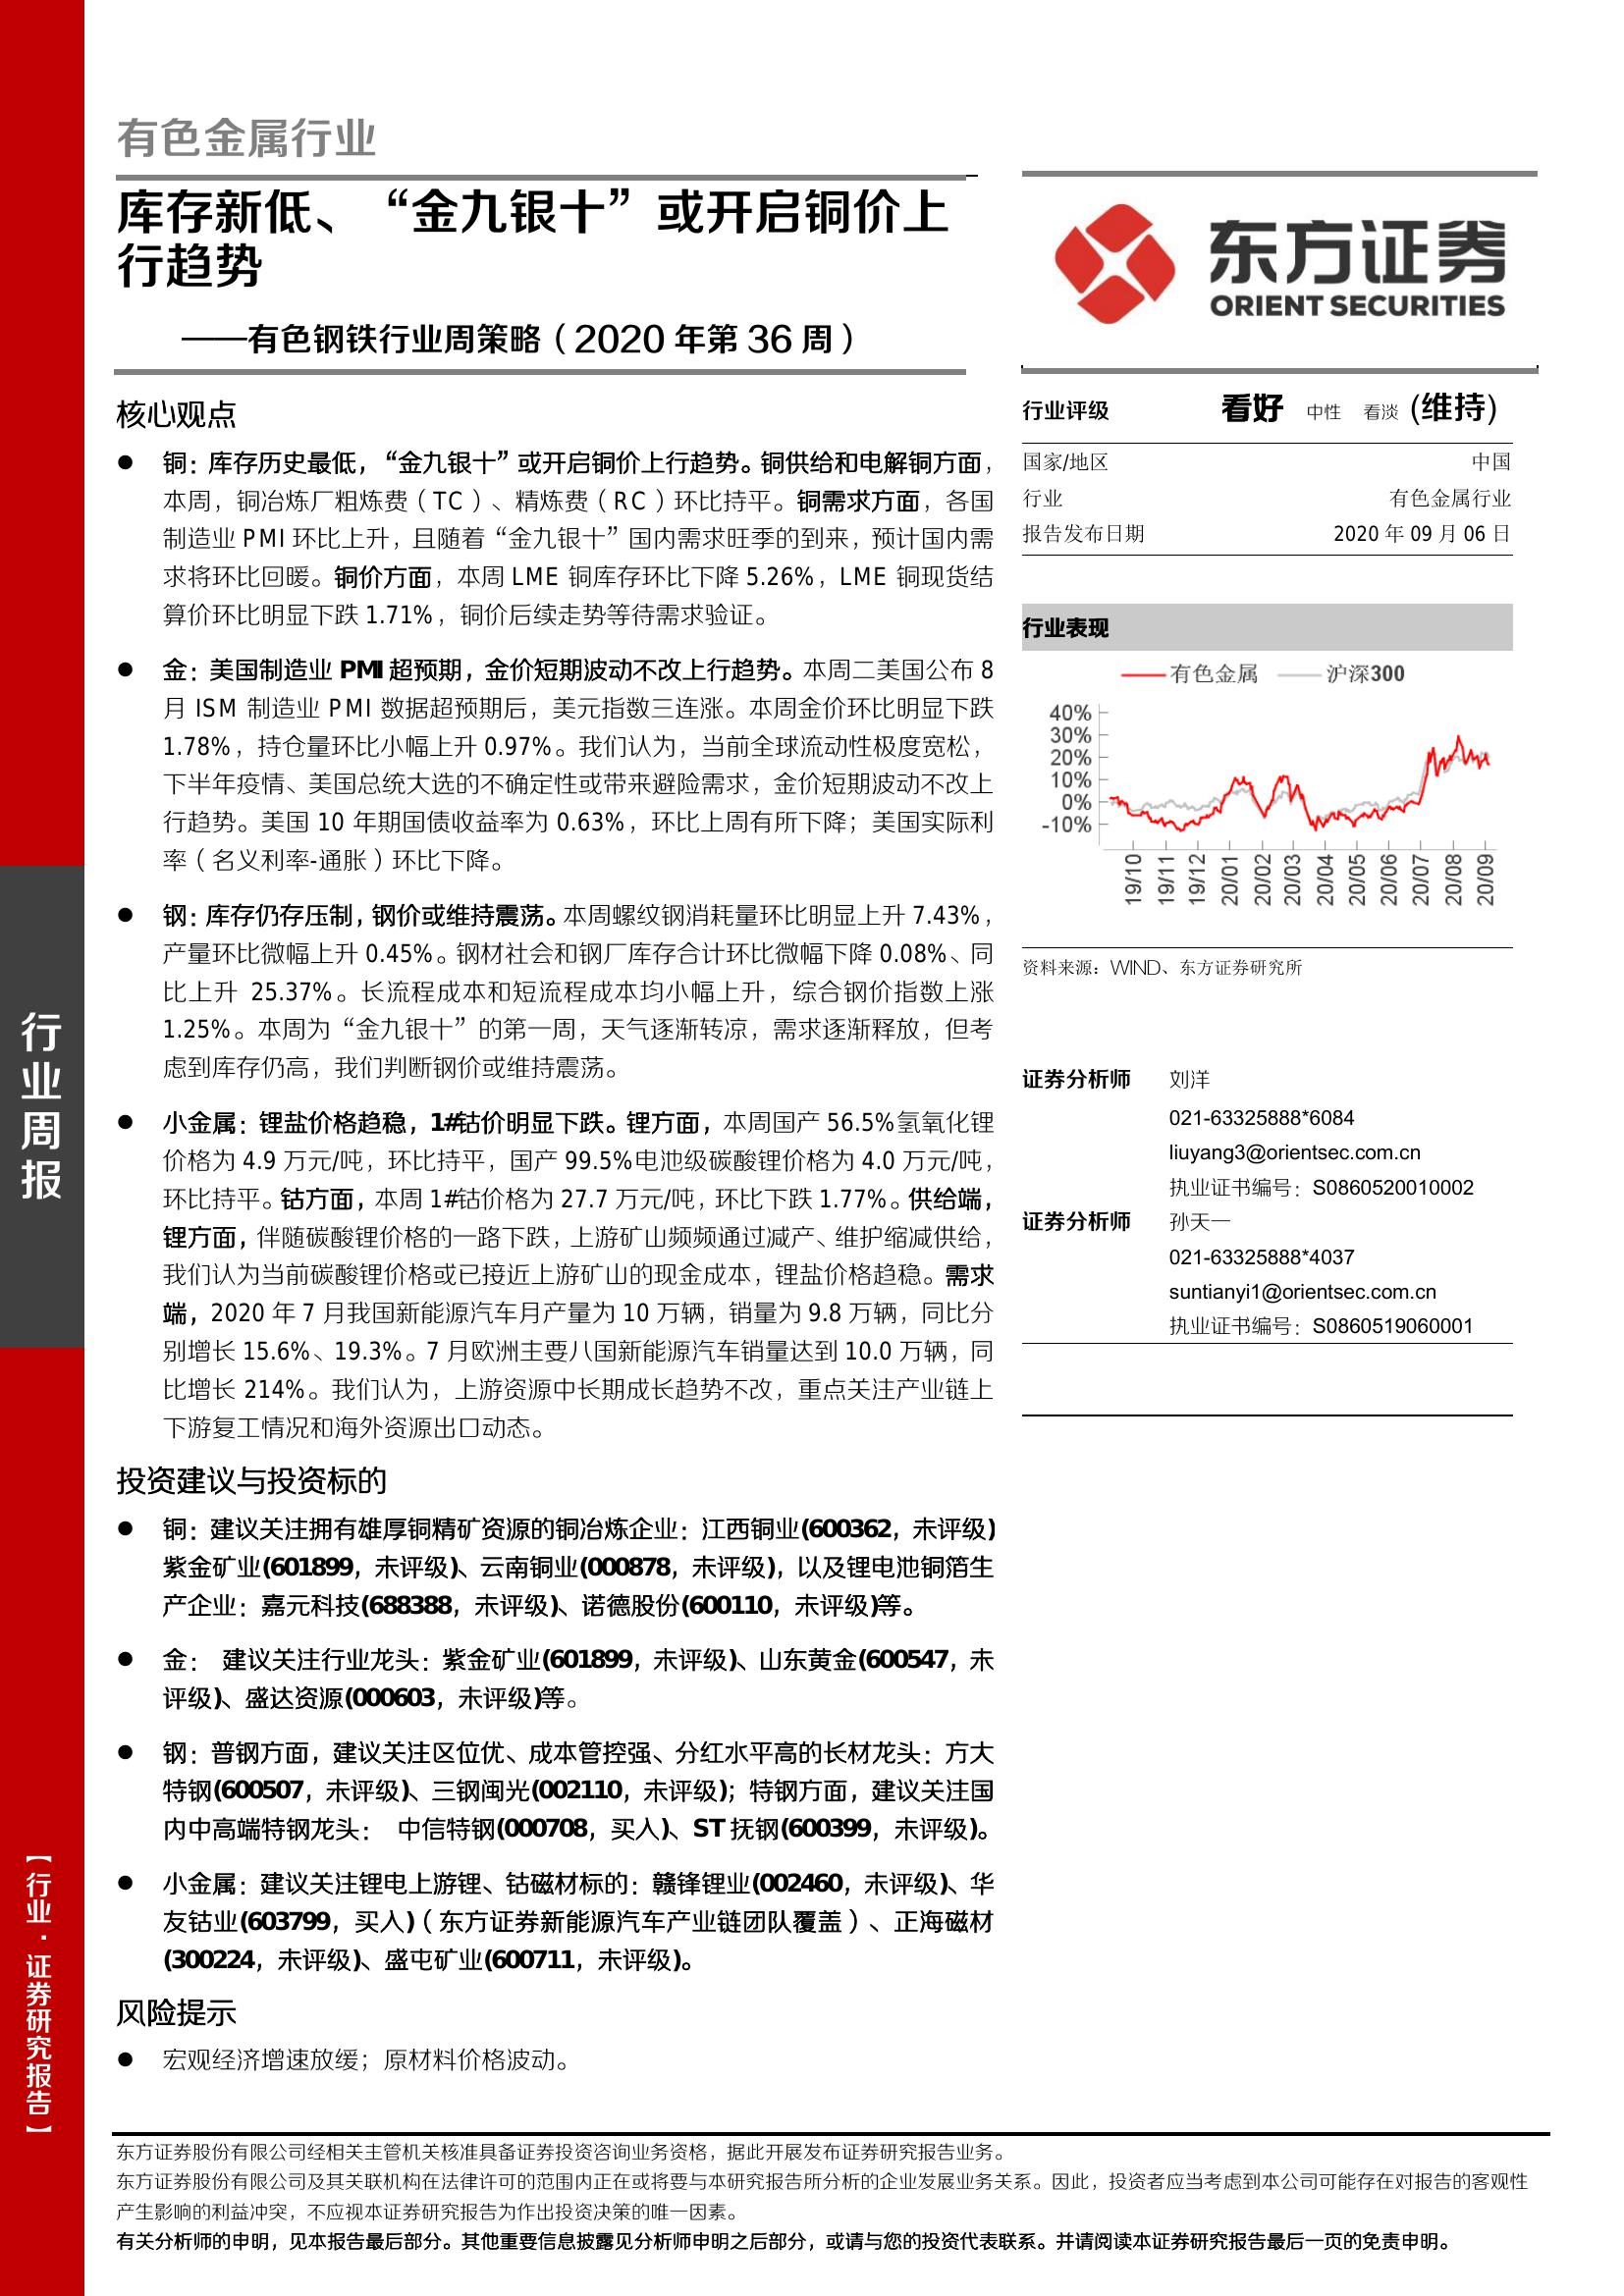 有色金属行业
库存新低、“金九银十”或开启铜价上
行趋势
——有色钢铁行业周策略（2020 年第 36 周）
核心观点
● 铜：库存历史最低，“金九银十”或开启铜价上行趋势。铜供给和电解铜方面，
本周，铜冶炼厂粗炼费（TC）、精炼费（RC）环比持平。铜需求方面，各国
制造业 PMI 环比上升，且随着“金九银十”国内需求旺季的到来，预计国内需
求将环比回暖。铜价方面，本周 LME 铜库存环比下降 5.26%，LME 铜现货结
算价环比明显下跌 1.71%，铜价后续走势等待需求验证。
● 金：美国制造业 PMI 超预期，金价短期波动不改上行趋势。本周二美国公布 8
月 ISM 制造业 PMI 数据超预期后，美元指数三连涨。本周金价环比明显下跌
1.78%，持仓量环比小幅上升 0.97%。我们认为，当前全球流动性极度宽松，
下半年疫情、美国总统大选的不确定性或带来避险需求，金价短期波动不改上
行趋势。美国 10 年期国债收益率为 0.63%，环比上周有所下降；美国实际利
率（名义利率-通胀）环比下降。
● 钢：库存仍存压制，钢价或维持震荡。本周螺纹钢消耗量环比明显上升 7.43%，
产量环比微幅上升 0.45%。钢材社会和钢厂库存合计环比微幅下降 0.08%、同
比上升 25.37%。长流程成本和短流程成本均小幅上升，综合钢价指数上涨
1.25%。本周为“金九银十”的第一周，天气逐渐转凉，需求逐渐释放，但考
虑到库存仍高，我们判断钢价或维持震荡。
● 小金属：锂盐价格趋稳，1#钴价明显下跌。锂方面，本周国产 56.5%氢氧化锂
价格为 4.9 万元/吨，环比持平，国产 99.5%电池级碳酸锂价格为 4.0 万元/吨，
环比持平。钴方面，本周 1#钴价格为 27.7 万元/吨，环比下跌 1.77%。供给端，
锂方面，伴随碳酸锂价格的一路下跌，上游矿山频频通过减产、维护缩减供给，
我们认为当前碳酸锂价格或已接近上游矿山的现金成本，锂盐价格趋稳。需求
端，2020 年 7 月我国新能源汽车月产量为 10 万辆，销量为 9.8 万辆，同比分
别增长 15.6%、19.3%。7 月欧洲主要八国新能源汽车销量达到 10.0 万辆，同
比增长 214%。我们认为，上游资源中长期成长趋势不改，重点关注产业链上
下游复工情况和海外资源出口动态。
投资建议与投资标的
● 铜：建议关注拥有雄厚铜精矿资源的铜冶炼企业：江西铜业(600362，未评级)
紫金矿业(601899，未评级)、云南铜业(000878，未评级)，以及锂电池铜箔生
产企业：嘉元科技(688388，未评级)、诺德股份(600110，未评级)等。
● 金： 建议关注行业龙头：紫金矿业(601899，未评级)、山东黄金(600547，未
评级)、盛达资源(000603，未评级)等。
● 钢：普钢方面，建议关注区位优、成本管控强、分红水平高的长材龙头：方大
特钢(600507，未评级)、三钢闽光(002110，未评级)；特钢方面，建议关注国
内中高端特钢龙头： 中信特钢(000708，买入)、ST 抚钢(600399，未评级)。
● 小金属：建议关注锂电上游锂、钴磁材标的：赣锋锂业(002460，未评级)、华
友钴业(603799，买入)（东方证券新能源汽车产业链团队覆盖）、正海磁材
(300224，未评级)、盛屯矿业(600711，未评级)。
风险提示
● 宏观经济增速放缓；原材料价格波动。
东方证券
ORIENT SECURITIES
行业评级 看好 中性 看淡 (维持)
国家/地区 中国
行业 有色金属行业
报告发布日期 2020 年 09 月 06 日
行业表现
有色金属 沪深300
40%
30%
20%
10%
0%
-10%
19/10 19/11 19/12 20/01 20/02 20/03 20/04 20/05 20/06 20/07 20/08 20/09
资料来源：WIND、东方证券研究所
证券分析师 刘洋
021-63325888*6084
liuyang3@orientsec.com.cn
执业证书编号：S0860520010002
证券分析师 孙天一
021-63325888*4037
suntianyi1@orientsec.com.cn
执业证书编号：S0860519060001
行业周报
【行业·证券研究报告】
东方证券股份有限公司经相关主管机关核准具备证券投资咨询业务资格，据此开展发布证券研究报告业务。
东方证券股份有限公司及其关联机构在法律许可的范围内正在或将要与本研究报告所分析的企业发展业务关系。因此，投资者应当考虑到本公司可能存在对报告的客观性
产生影响的利益冲突，不应视本证券研究报告为作出投资决策的唯一因素。
有关分析师的申明，见本报告最后部分。其他重要信息披露见分析师申明之后部分，或请与您的投资代表联系。并请阅读本证券研究报告最后一页的免责申明。